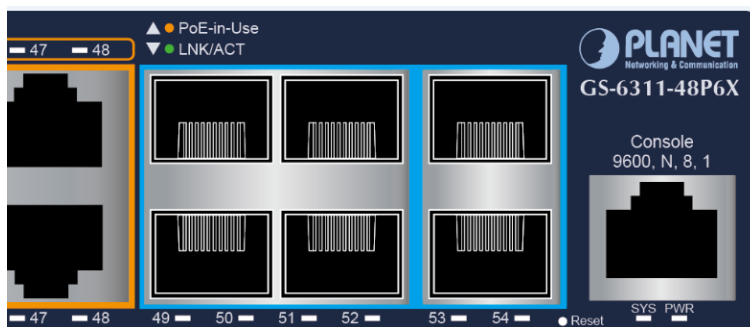 ▲ PoE-in-Use
▼ LNK/ACT
47 48
PLANET
Networking & Communication
GS-6311-48P6X
Console
9600, N, 8, 1
47 48 49 50 51 52 53 54 Reset SYS PWR